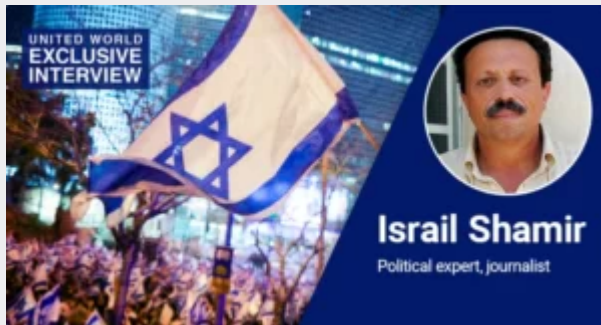 UNITED WORLD
EXCLUSIVE
INTERVIEW
Israil Shamir
Political expert, journalist